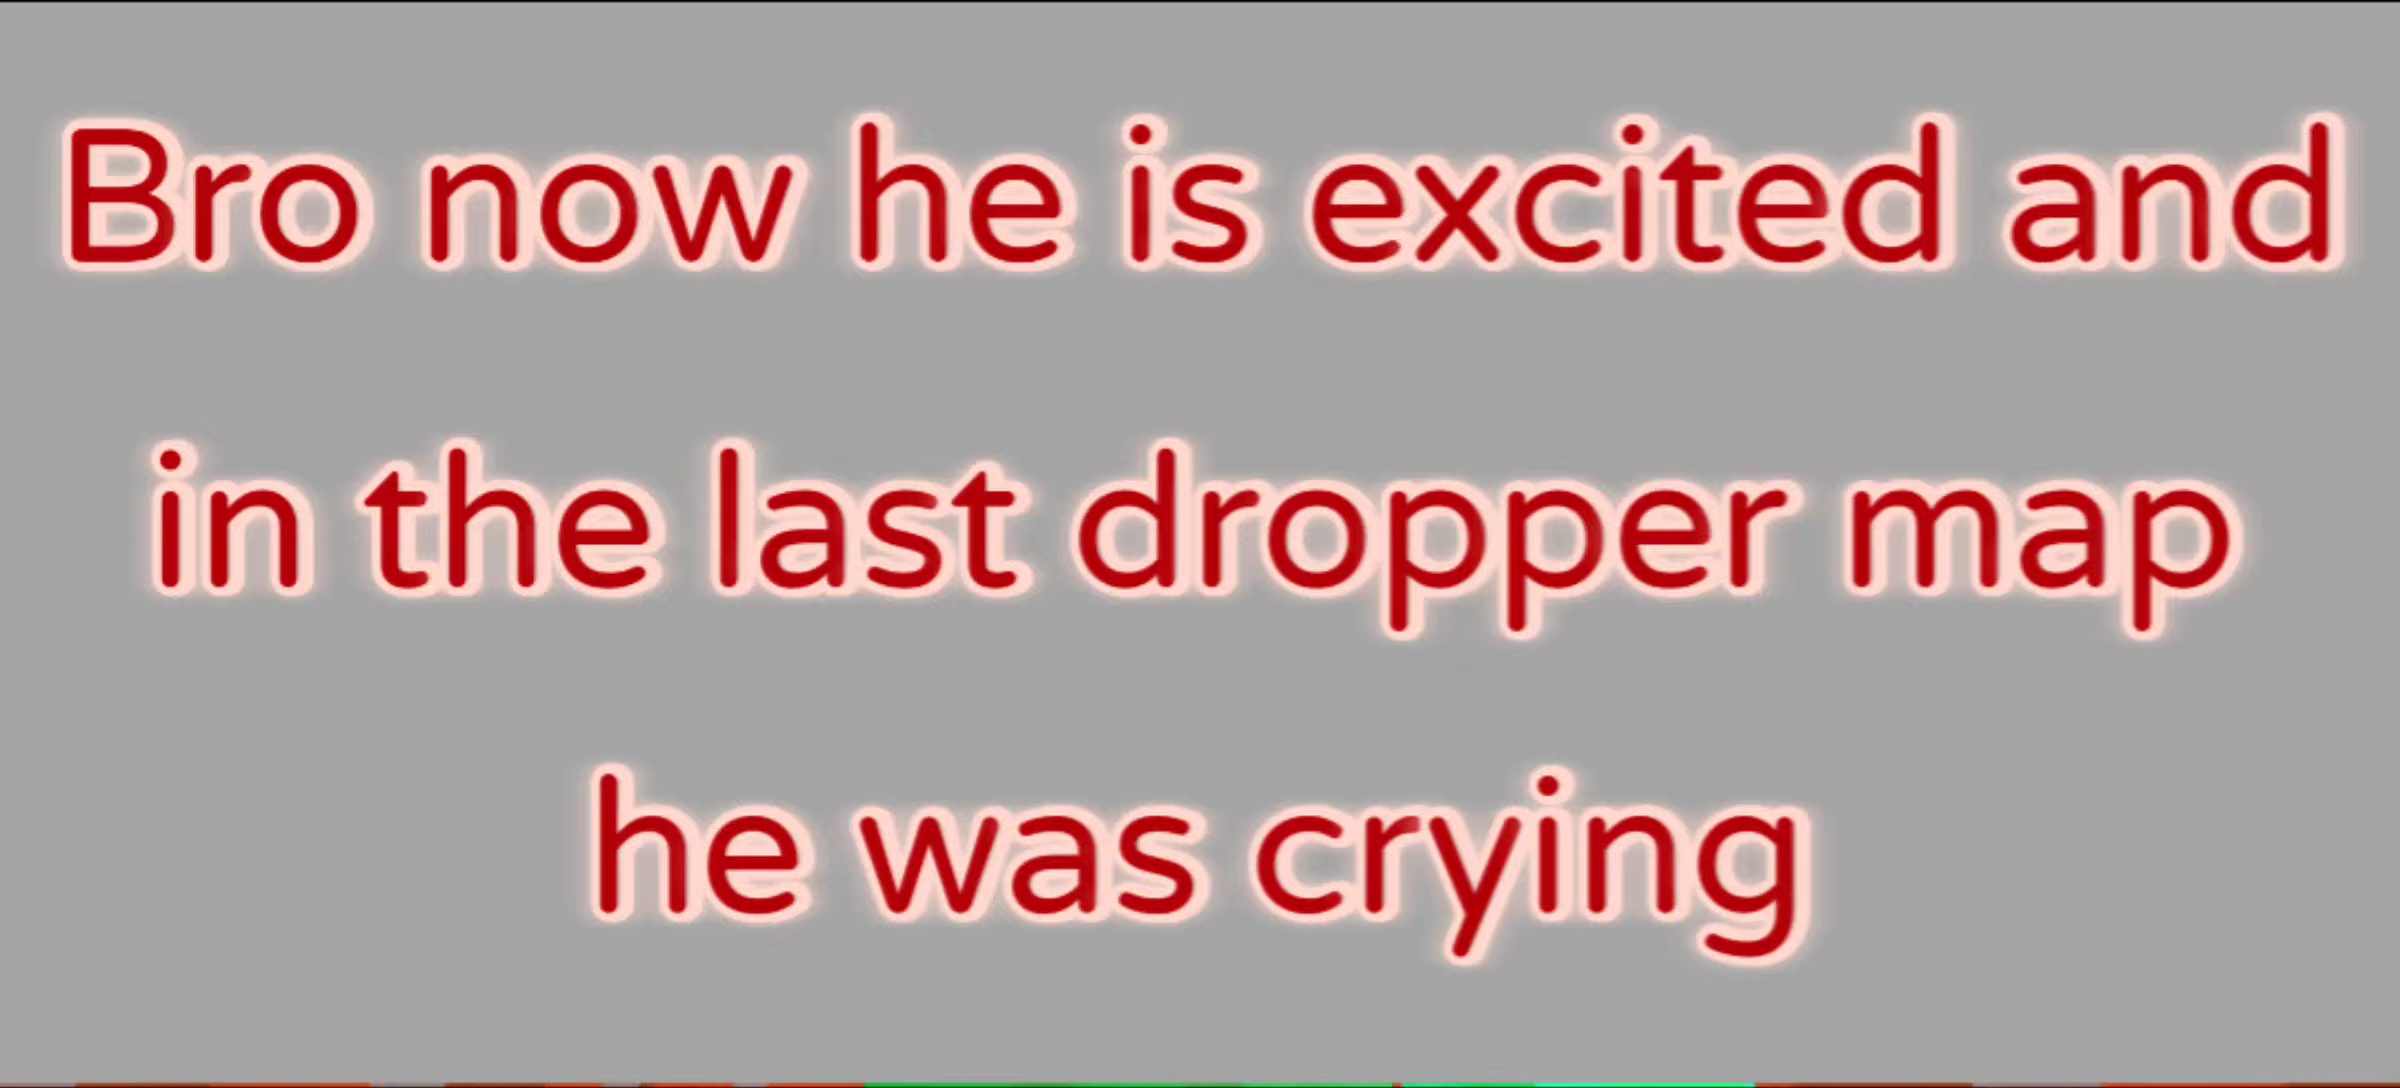 Bro now he is excited and
in the last dropper map
he was crying